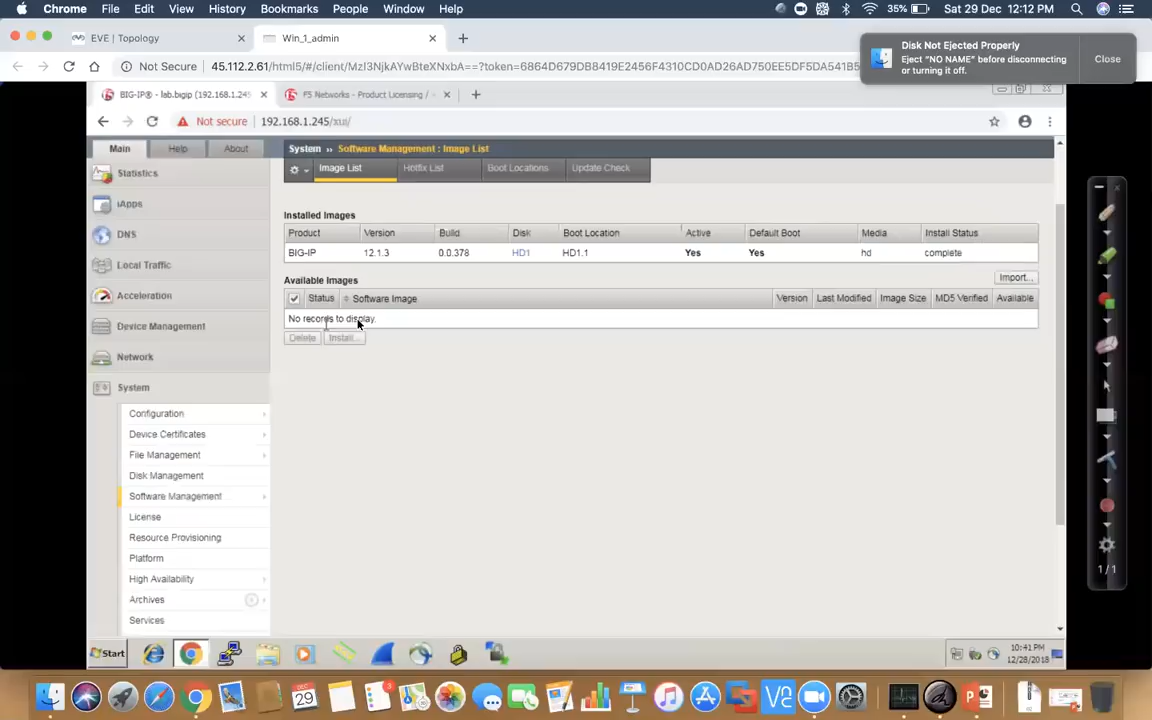 Chrome File Edit View History Bookmarks People Window Help 35% Sat 29 Dec 12:12 PM
EVE | Topology Win_1_admin
Not Secure 45.112.2.61/html5/#/client/MzI3NjkAYwBteXNxbA==?token=6864D679DB8419E2456F4310CD0AD26AD750EE5DF5DA541B5
Disk Not Ejected Properly
Eject “NO NAME” before disconnecting
or turning it off.
Close
BIG-IP® - lab.bigip (192.168.1.245 F5 Networks - Product Licensing /
Not secure 192.168.1.245/xui/
Main Help About
System ›› Software Management : Image List
Image List Hotfix List Boot Locations Update Check
Statistics
iApps
DNS
Local Traffic
Acceleration
Device Management
Network
System
Configuration
Device Certificates
File Management
Disk Management
Software Management
License
Resource Provisioning
Platform
High Availability
Archives
Services
Installed Images
Product Version Build Disk Boot Location Active Default Boot Media Install Status
BIG-IP 12.1.3 0.0.378 HD1 HD1.1 Yes Yes hd complete
Available Images
Import...
Status Software Image Version Last Modified Image Size MD5 Verified Available
No records to display.
Delete Install...
1/1
Start
10:41 PM
12/28/2018